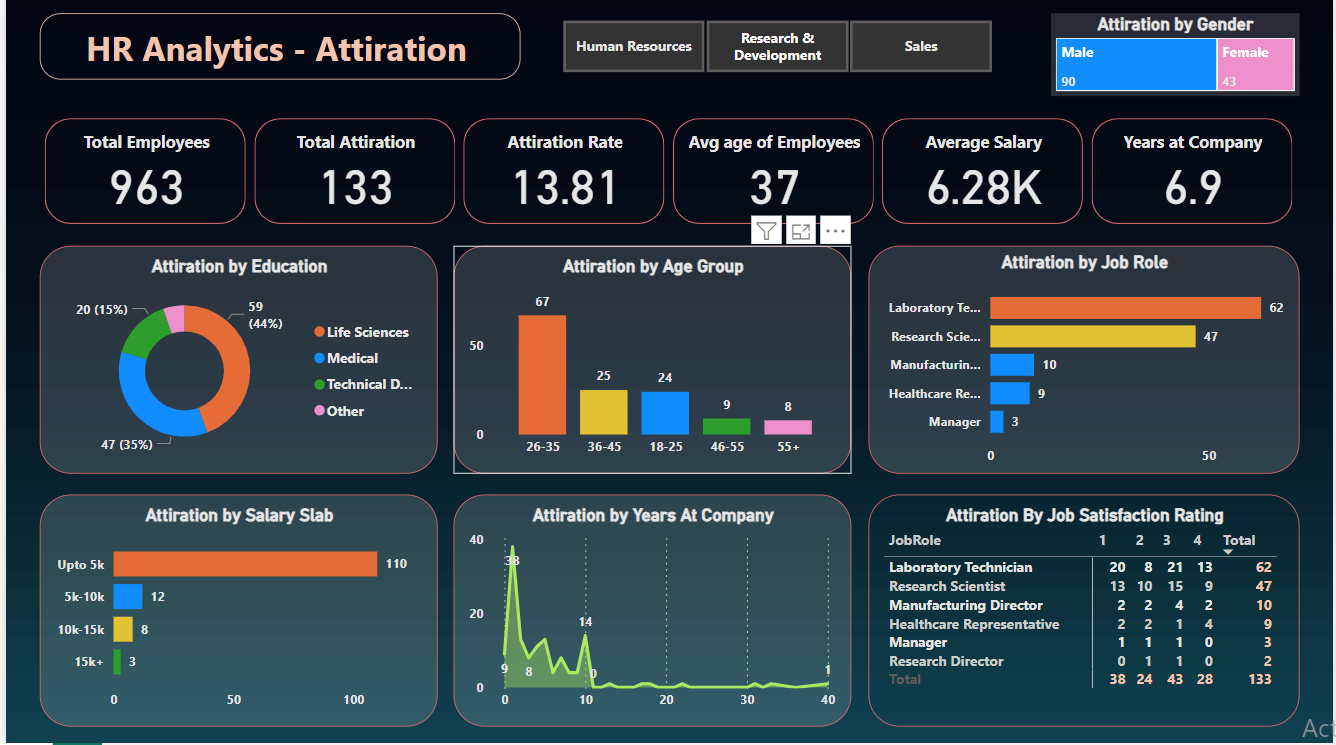 HR Analytics - Attiration
Human Resources
Research &
Development
Sales
Attiration by Gender
Male
90
Female
43
Total Employees
963
Total Attiration
133
Attiration Rate
13.81
Avg age of Employees
37
Average Salary
6.28K
Years at Company
6.9
Attiration by Education
20 (15%)
59
(44%)
47 (35%)
Life Sciences
Medical
Technical D...
Other
Attiration by Age Group
50
0
67
25
24
9
8
26-35
36-45
18-25
46-55
55+
Attiration by Job Role
Laboratory Te...
62
Research Scie...
47
Manufacturin...
10
Healthcare Re...
9
Manager
3
0
50
Attiration by Salary Slab
Upto 5k
110
5k-10k
12
10k-15k
8
15k+
3
0
50
100
Attiration by Years At Company
40
20
0
38
14
9
8
0
1
0
10
20
30
40
Attiration By Job Satisfaction Rating
JobRole 1 2 3 4 Total
Laboratory Technician 20 8 21 13 62
Research Scientist 13 10 15 9 47
Manufacturing Director 2 2 4 2 10
Healthcare Representative 2 2 1 4 9
Manager 1 1 1 0 3
Research Director 0 1 1 0 2
Total 38 24 43 28 133
Act